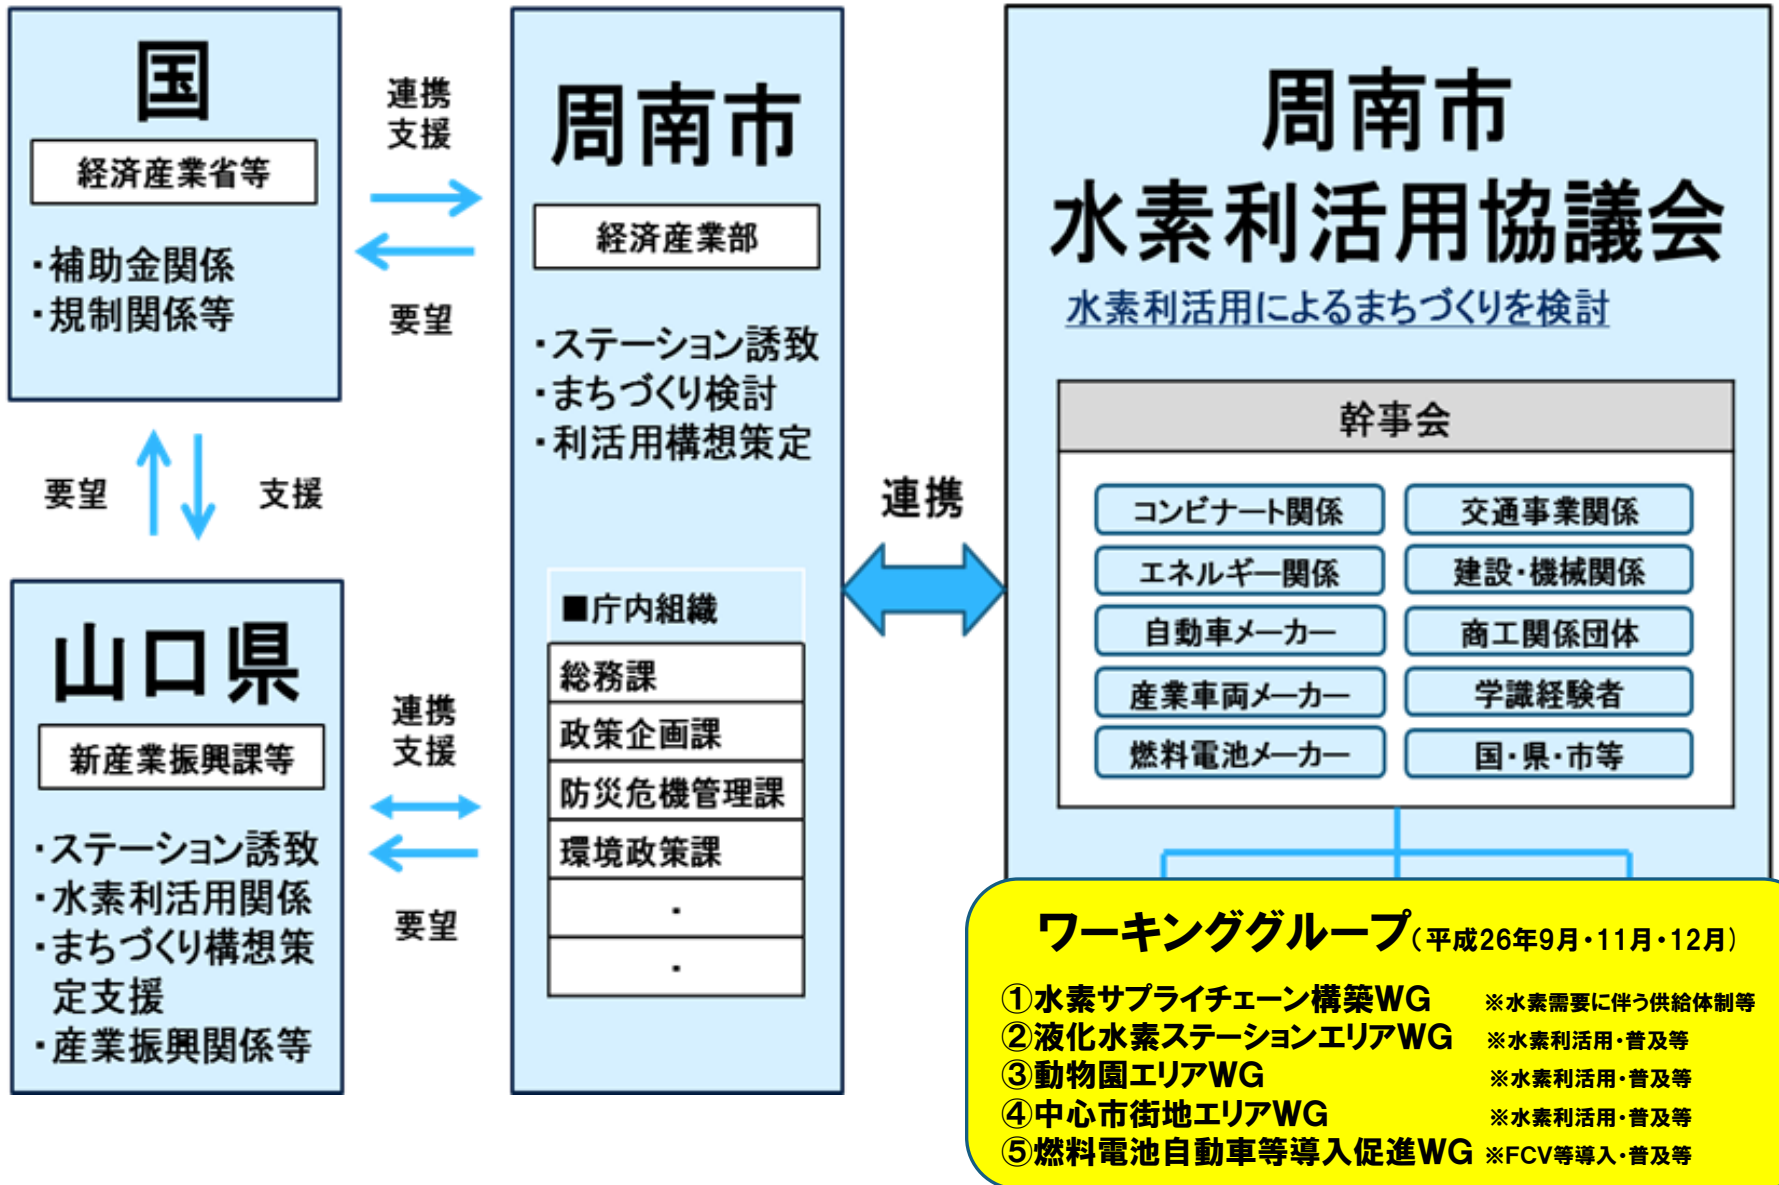 国
経済産業省等
・補助金関係
・規制関係等
連携
支援
要望
要望
支援
山口県
新産業振興課等
・ステーション誘致
・水素利活用関係
・まちづくり構想策
定支援
・産業振興関係等
連携
支援
要望
周南市
経済産業部
・ステーション誘致
・まちづくり検討
・利活用構想策定
■庁内組織
総務課
政策企画課
防災危機管理課
環境政策課
・
・
連携
周南市
水素利活用協議会
水素利活用によるまちづくりを検討
幹事会
コンビナート関係
交通事業関係
エネルギー関係
建設・機械関係
自動車メーカー
商工関係団体
産業車両メーカー
学識経験者
燃料電池メーカー
国・県・市等
ワーキンググループ(平成26年9月・11月・12月)
①水素サプライチェーン構築WG ※水素需要に伴う供給体制等
②液化水素ステーションエリアWG ※水素利活用・普及等
③動物園エリアWG ※水素利活用・普及等
④中心市街地エリアWG ※水素利活用・普及等
⑤燃料電池自動車等導入促進WG ※FCV等導入・普及等